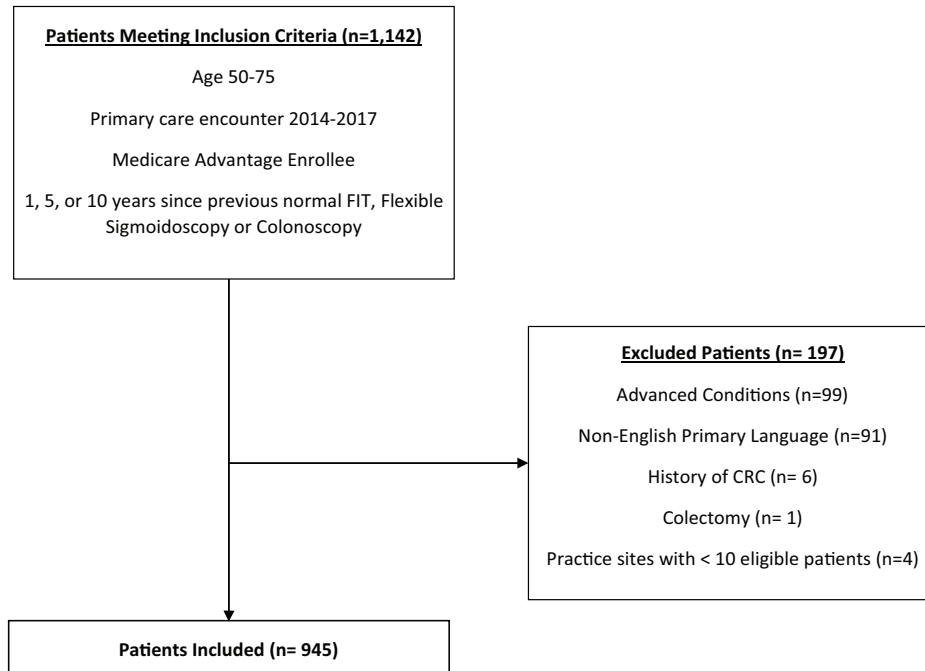 Patients Meeting Inclusion Criteria (n=1,142)
Age 50-75
Primary care encounter 2014-2017
Medicare Advantage Enrollee
1, 5, or 10 years since previous normal FIT, Flexible
Sigmoidoscopy or Colonoscopy
Excluded Patients (n= 197)
Advanced Conditions (n=99)
Non-English Primary Language (n=91)
History of CRC (n= 6)
Colectomy (n= 1)
Practice sites with < 10 eligible patients (n=4)
Patients Included (n= 945)